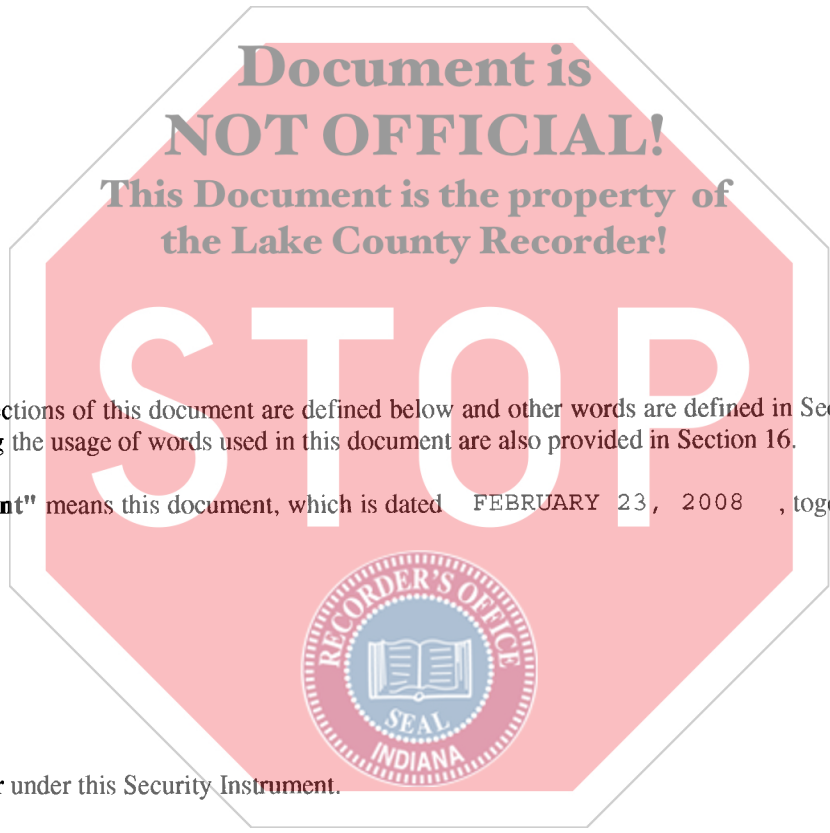 Document is
NOT OFFICIAL!
This Document is the property of
the Lake County Recorder!
STOP
ctions of this document are defined below and other words are defined in Sec
g the usage of words used in this document are also provided in Section 16.
nt" means this document, which is dated FEBRUARY 23, 2008 , toge
RECORDER'S OFFICE
SEAL
INDIANA
r under this Security Instrument.